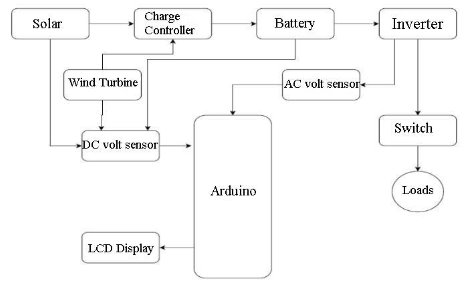 Solar
Charge
Controller
Battery
Inverter
Wind Turbine
AC volt sensor
DC volt sensor
Switch
Arduino
Loads
LCD Display